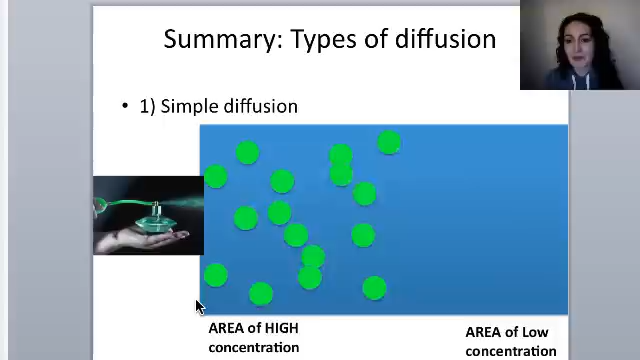 Summary: Types of diffusion
• 1) Simple diffusion
AREA of HIGH
concentration
AREA of Low
concentration